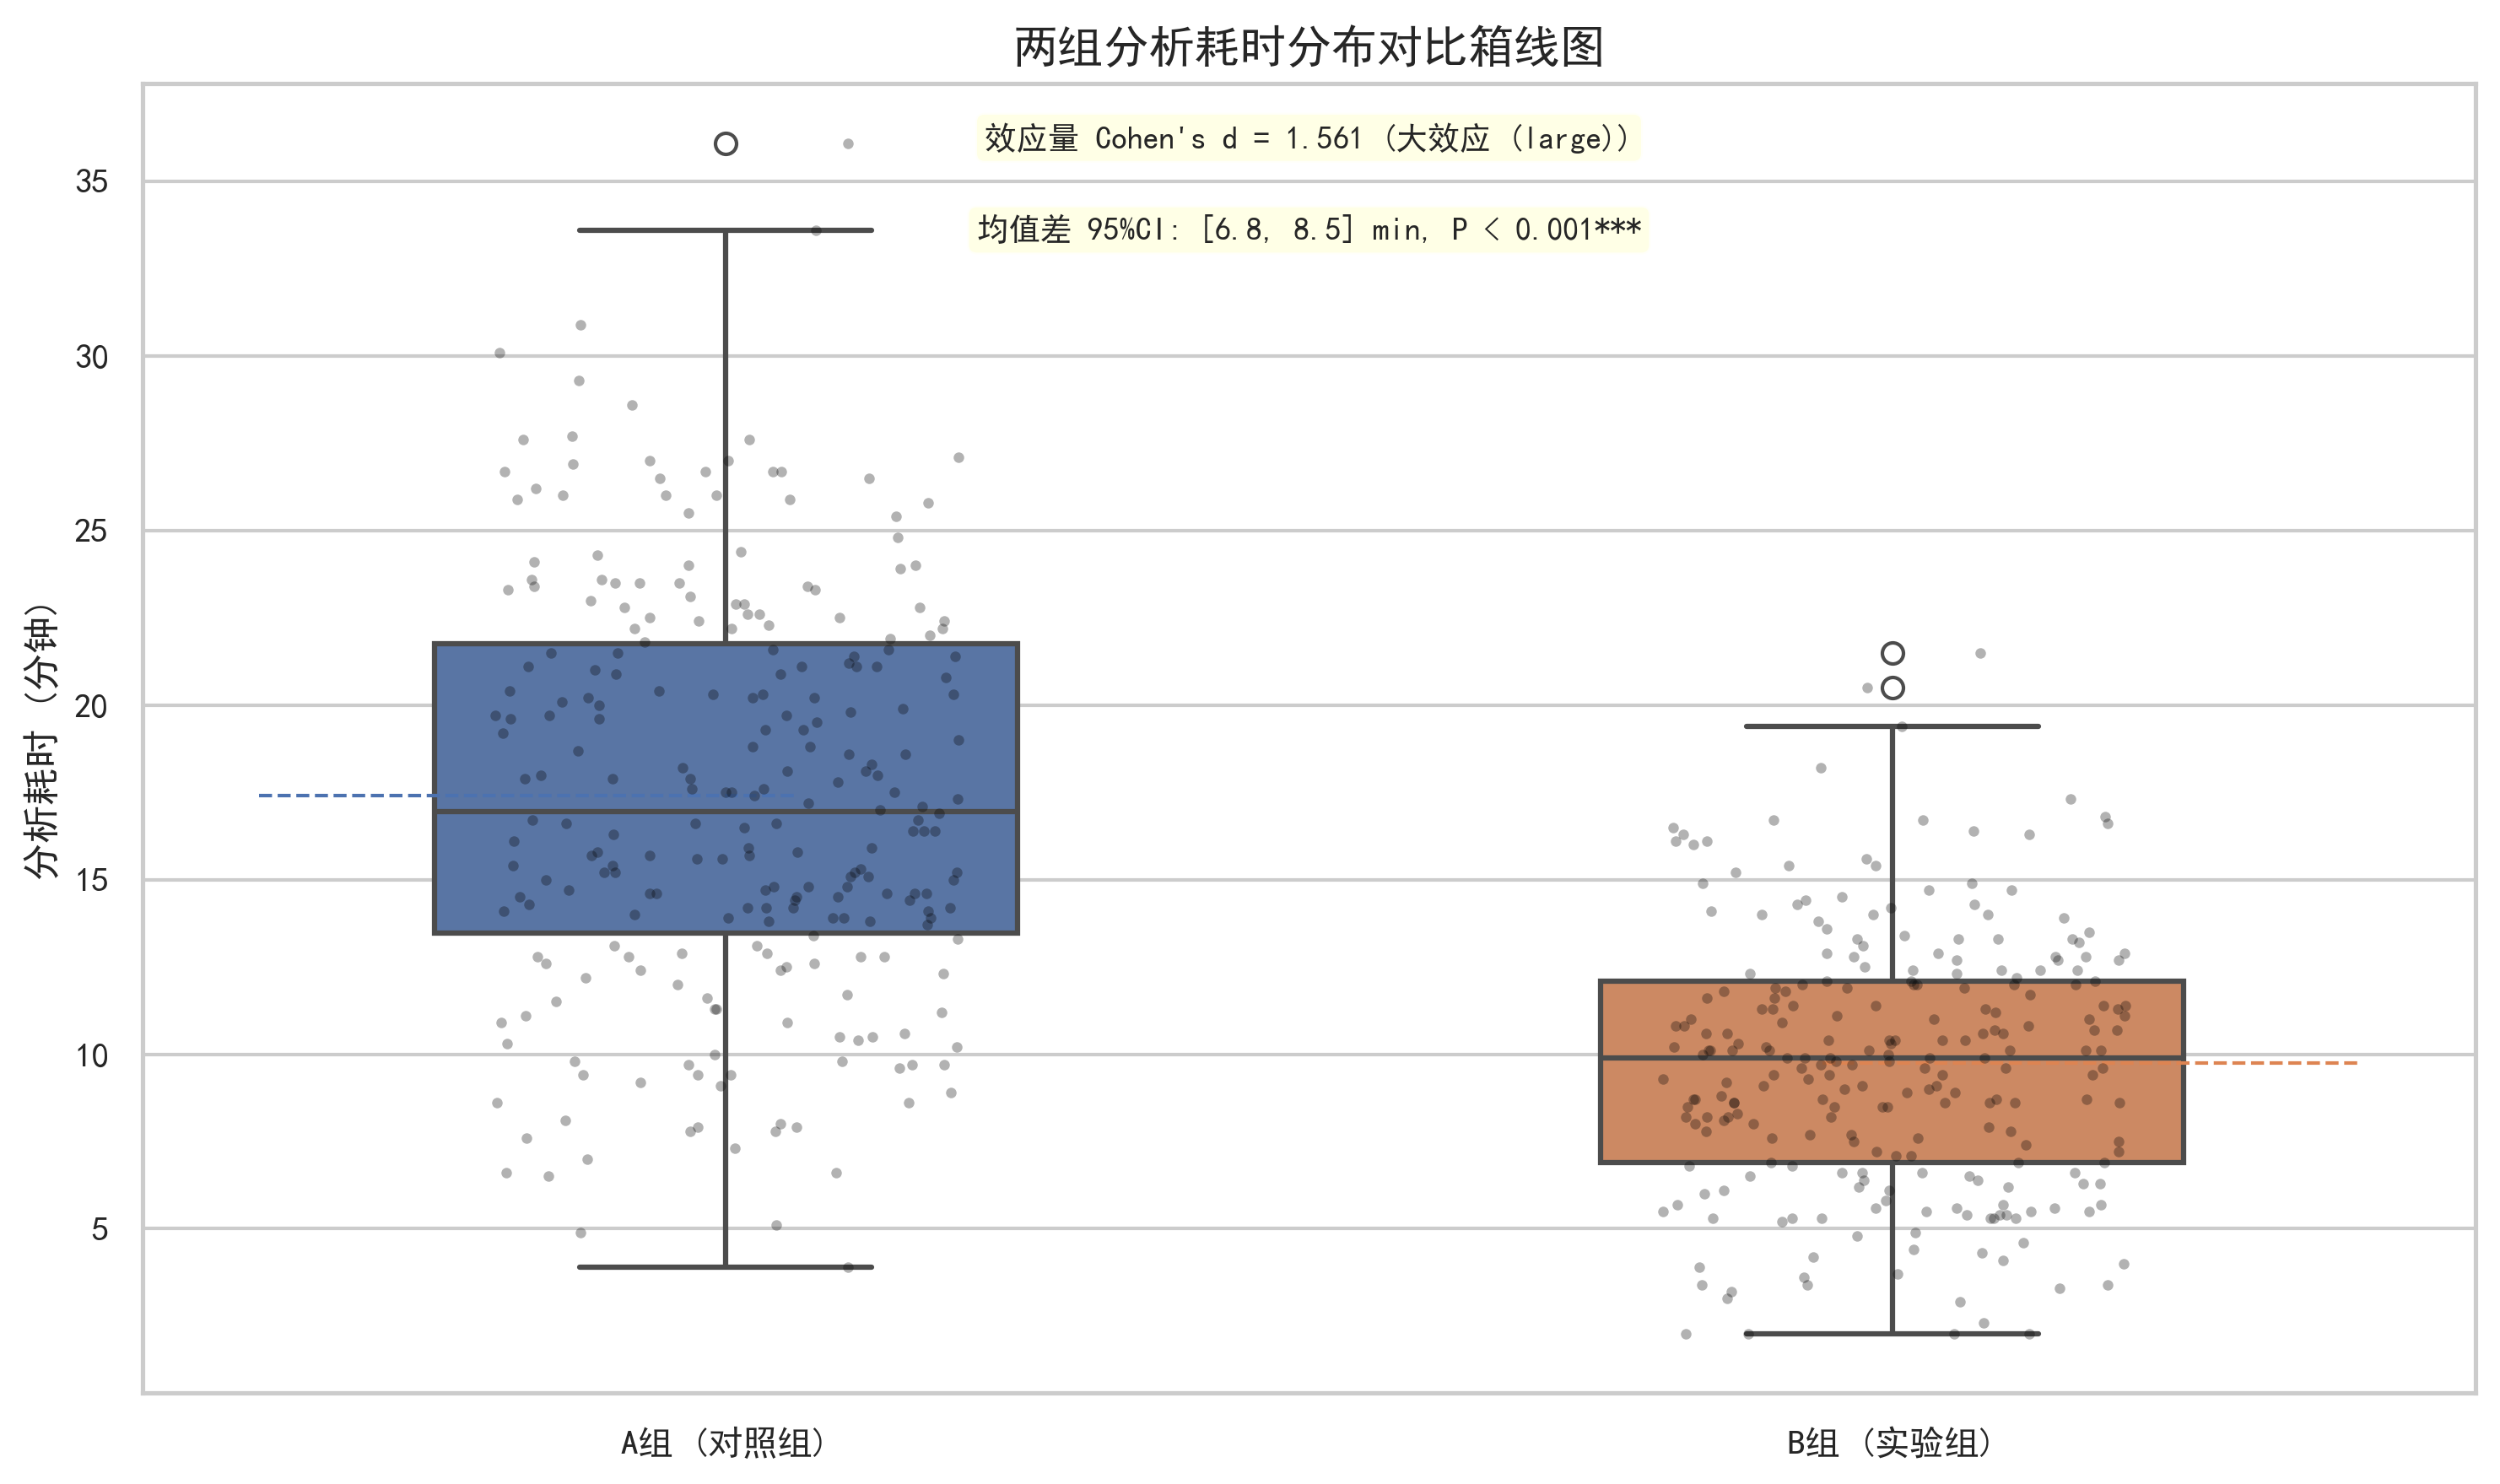 两组分析耗时分布对比箱线图
效应量 Cohen's d = 1.561 (大效应 (large))
均值差 95%CI: [6.8, 8.5] min, P < 0.001***
分析耗时 (分钟)
35
30
25
20
15
10
5
A组 (对照组)
B组 (实验组)